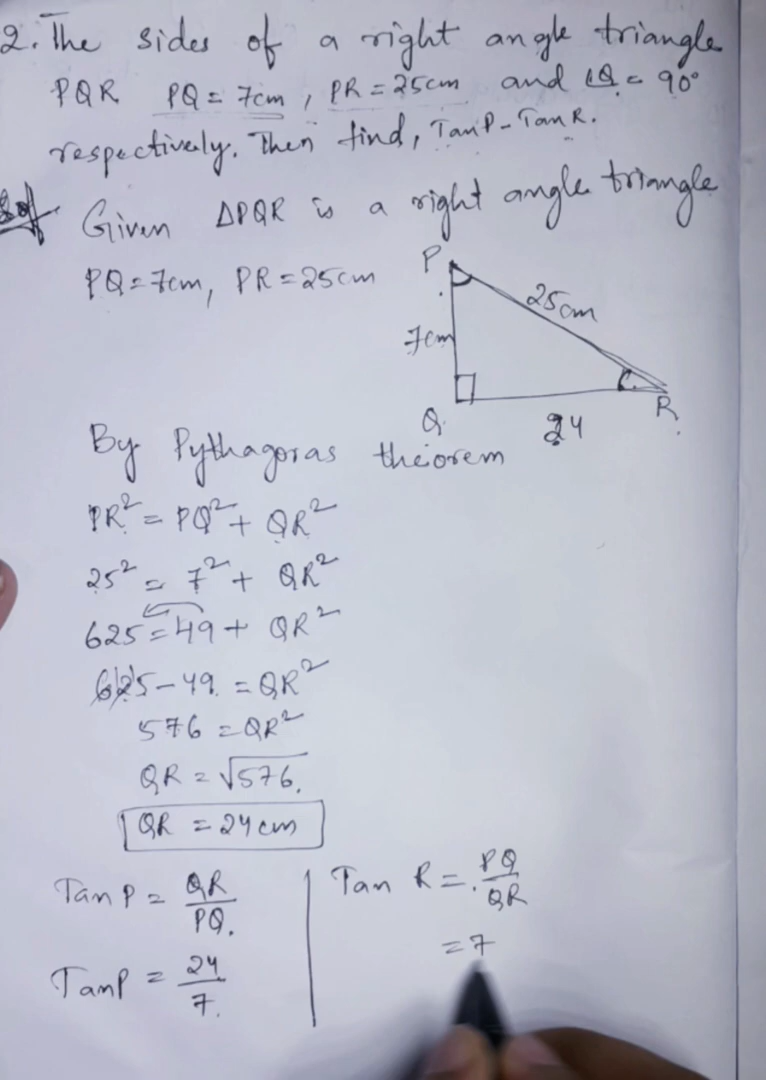 2. The sides of a right angle triangle
PQR PQ = 7cm, PR = 25cm and ∠Q = 90°
respectively. Then find, TanP - TanR.
Sol Given ΔPQR is a right angle triangle
PQ = 7cm, PR = 25cm
P
25cm
7cm
Q
24
R
By Pythagoras theorem
PR² = PQ² + QR²
25² = 7² + QR²
625 = 49 + QR²
625 - 49 = QR²
576 = QR²
QR = √576
QR = 24cm
Tan P = QR/PQ
TanP = 24/7
Tan R = PQ/QR
= 7